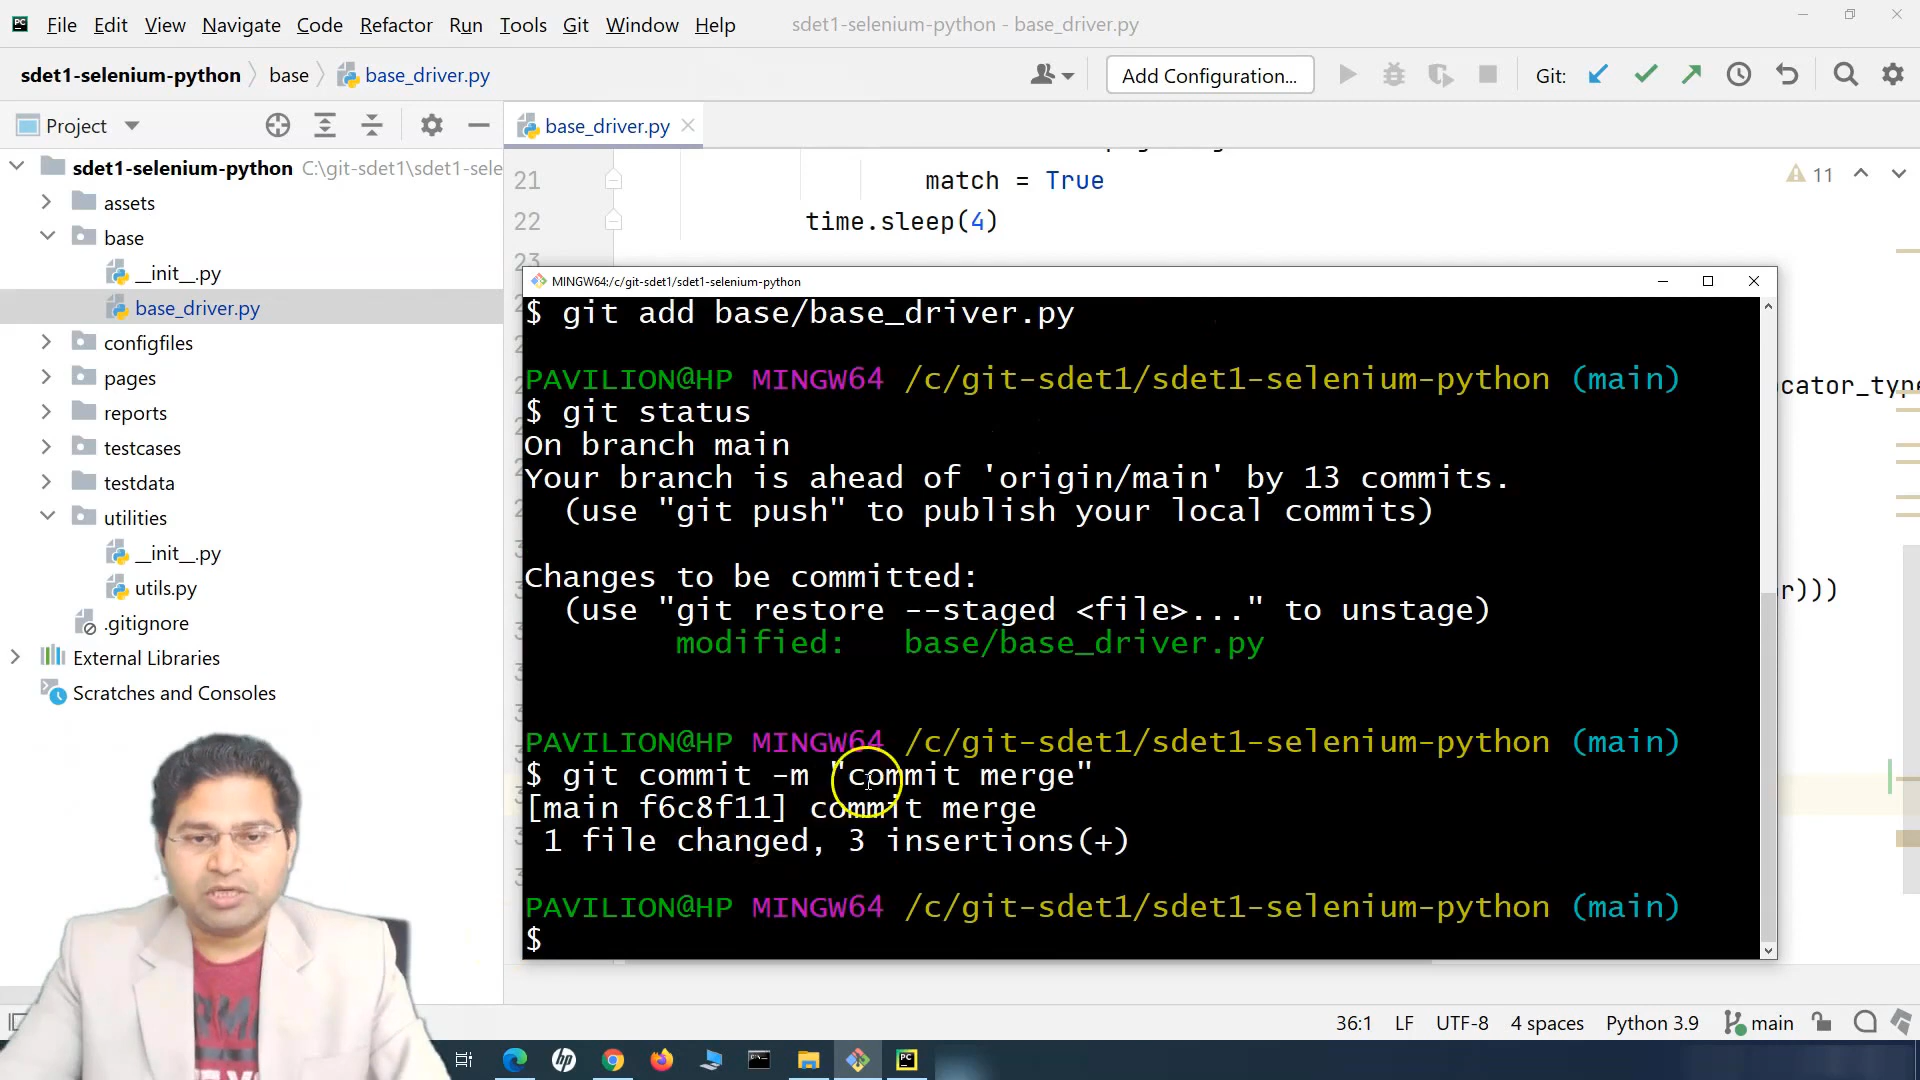 File Edit View Navigate Code Refactor Run Tools Git Window Help sdet1-selenium-python - base_driver.py
sdet1-selenium-python base base_driver.py Add Configuration... Git:
Project base_driver.py
sdet1-selenium-python C:\git-sdet1\sdet1-sele
assets
base
__init__.py
base_driver.py
configfiles
pages
reports
testcases
testdata
utilities
__init__.py
utils.py
.gitignore
External Libraries
Scratches and Consoles
21 match = True 11
22 time.sleep(4)
23
cator_type
r)))
MINGW64:/c/git-sdet1/sdet1-selenium-python
$ git add base/base_driver.py
PAVILION@HP MINGW64 /c/git-sdet1/sdet1-selenium-python (main)
$ git status
On branch main
Your branch is ahead of 'origin/main' by 13 commits.
(use "git push" to publish your local commits)
Changes to be committed:
(use "git restore --staged <file>..." to unstage)
modified: base/base_driver.py
PAVILION@HP MINGW64 /c/git-sdet1/sdet1-selenium-python (main)
$ git commit -m "commit merge"
[main f6c8f11] commit merge
1 file changed, 3 insertions(+)
PAVILION@HP MINGW64 /c/git-sdet1/sdet1-selenium-python (main)
$
36:1 LF UTF-8 4 spaces Python 3.9 main